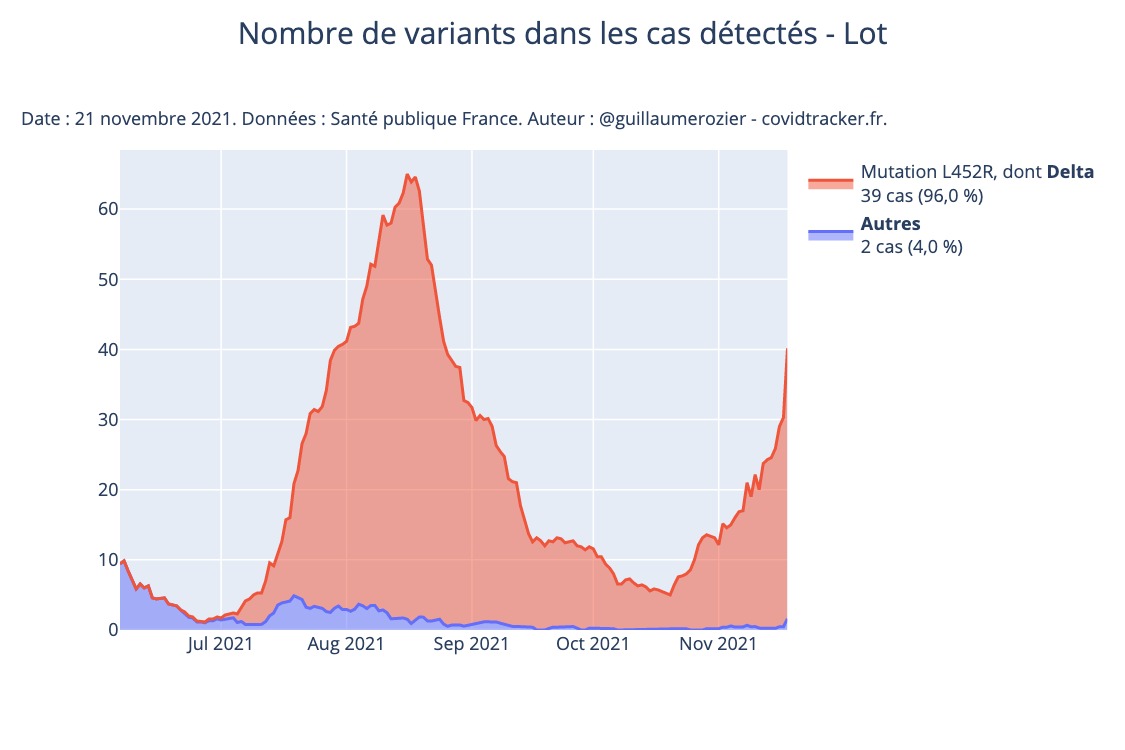 Nombre de variants dans les cas détectés - Lot
Date : 21 novembre 2021. Données : Santé publique France. Auteur : @guillaumerozier - covidtracker.fr.
Mutation L452R, dont Delta
39 cas (96,0 %)
Autres
2 cas (4,0 %)
60
50
40
30
20
10
0
Jul 2021
Aug 2021
Sep 2021
Oct 2021
Nov 2021